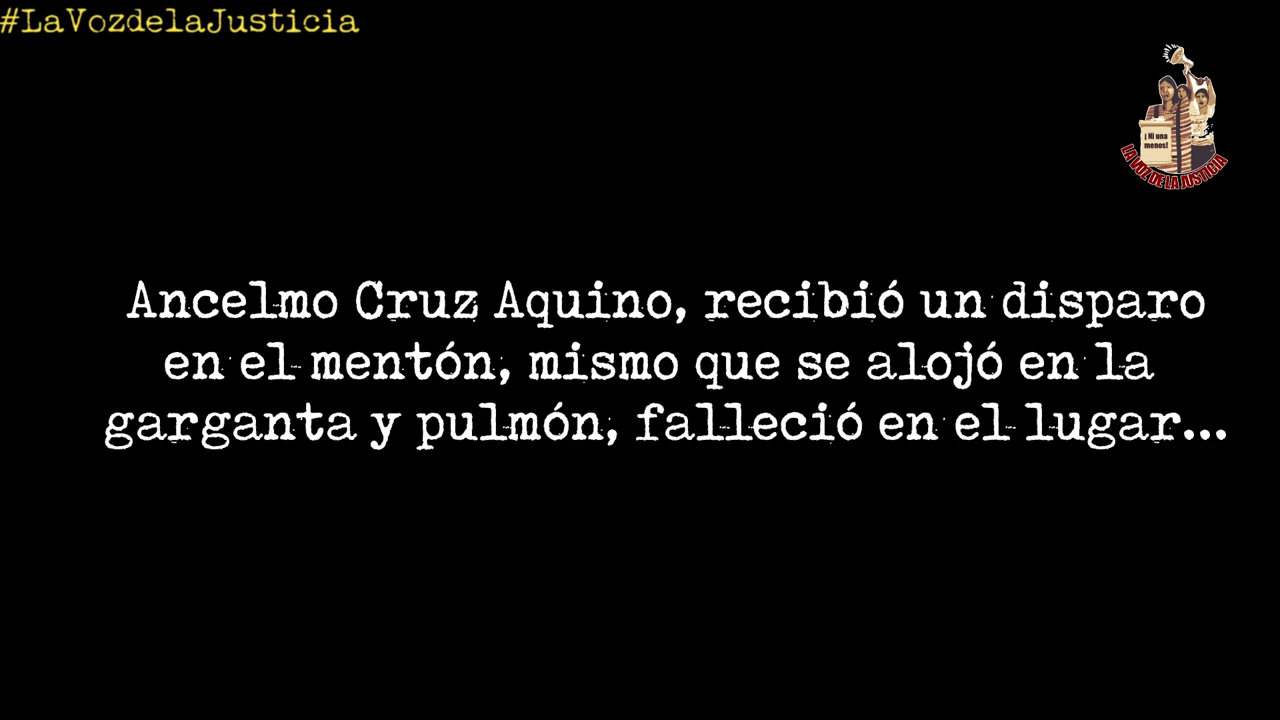 #LaVozdelaJusticia
¡Ni una
menos!
LA VOZ DE LA JUSTICIA
Ancelmo Cruz Aquino, recibió un disparo
en el mentón, mismo que se alojó en la
garganta y pulmón, falleció en el lugar...